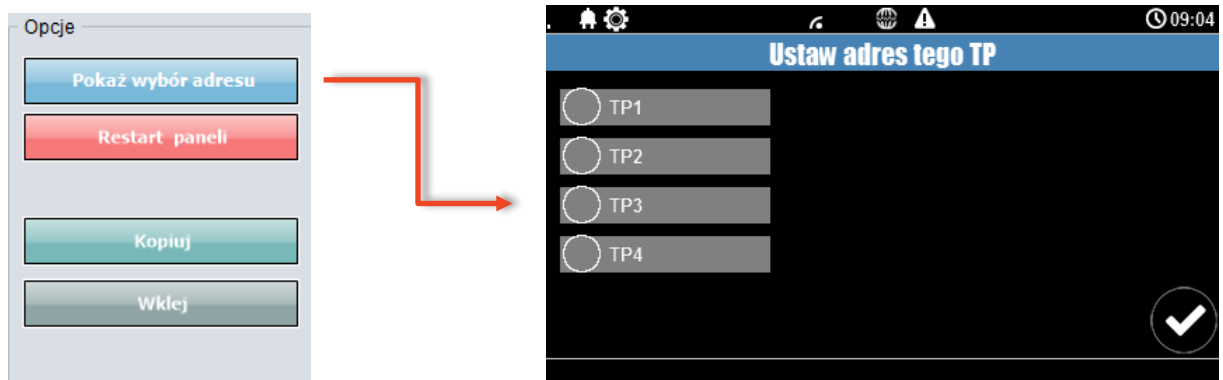 Opcje
Pokaż wybór adresu
Restart paneli
Kopiuj
Wklej
09:04
Ustaw adres tego TP
TP1
TP2
TP3
TP4